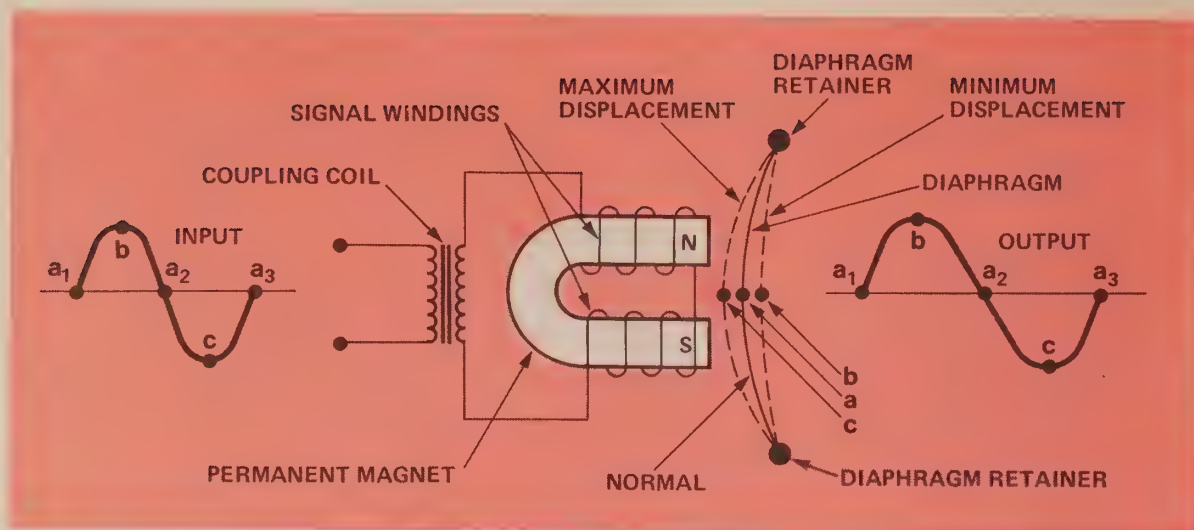 DIAPHRAGM
RETAINER
MAXIMUM
DISPLACEMENT
MINIMUM
DISPLACEMENT
SIGNAL WINDINGS
COUPLING COIL
DIAPHRAGM
INPUT
OUTPUT
b
a1
a2
a3
c
N
S
b
a1
a2
a3
c
b
a
c
PERMANENT MAGNET
NORMAL
DIAPHRAGM RETAINER